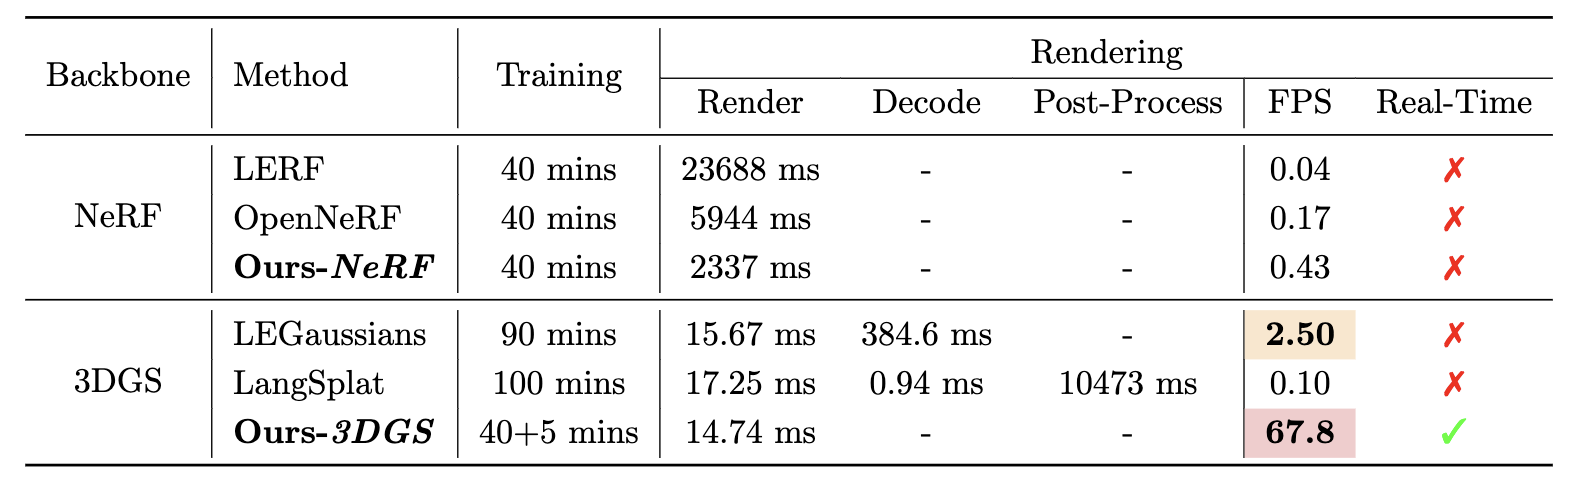 Rendering
Backbone Method Training
Render Decode Post-Process FPS Real-Time
LERF 40 mins 23688 ms - - 0.04 ✗
NeRF OpenNeRF 40 mins 5944 ms - - 0.17 ✗
Ours-NeRF 40 mins 2337 ms - - 0.43 ✗
LEGaussians 90 mins 15.67 ms 384.6 ms - 2.50 ✗
3DGS LangSplat 100 mins 17.25 ms 0.94 ms 10473 ms 0.10 ✗
Ours-3DGS 40+5 mins 14.74 ms - - 67.8 ✓